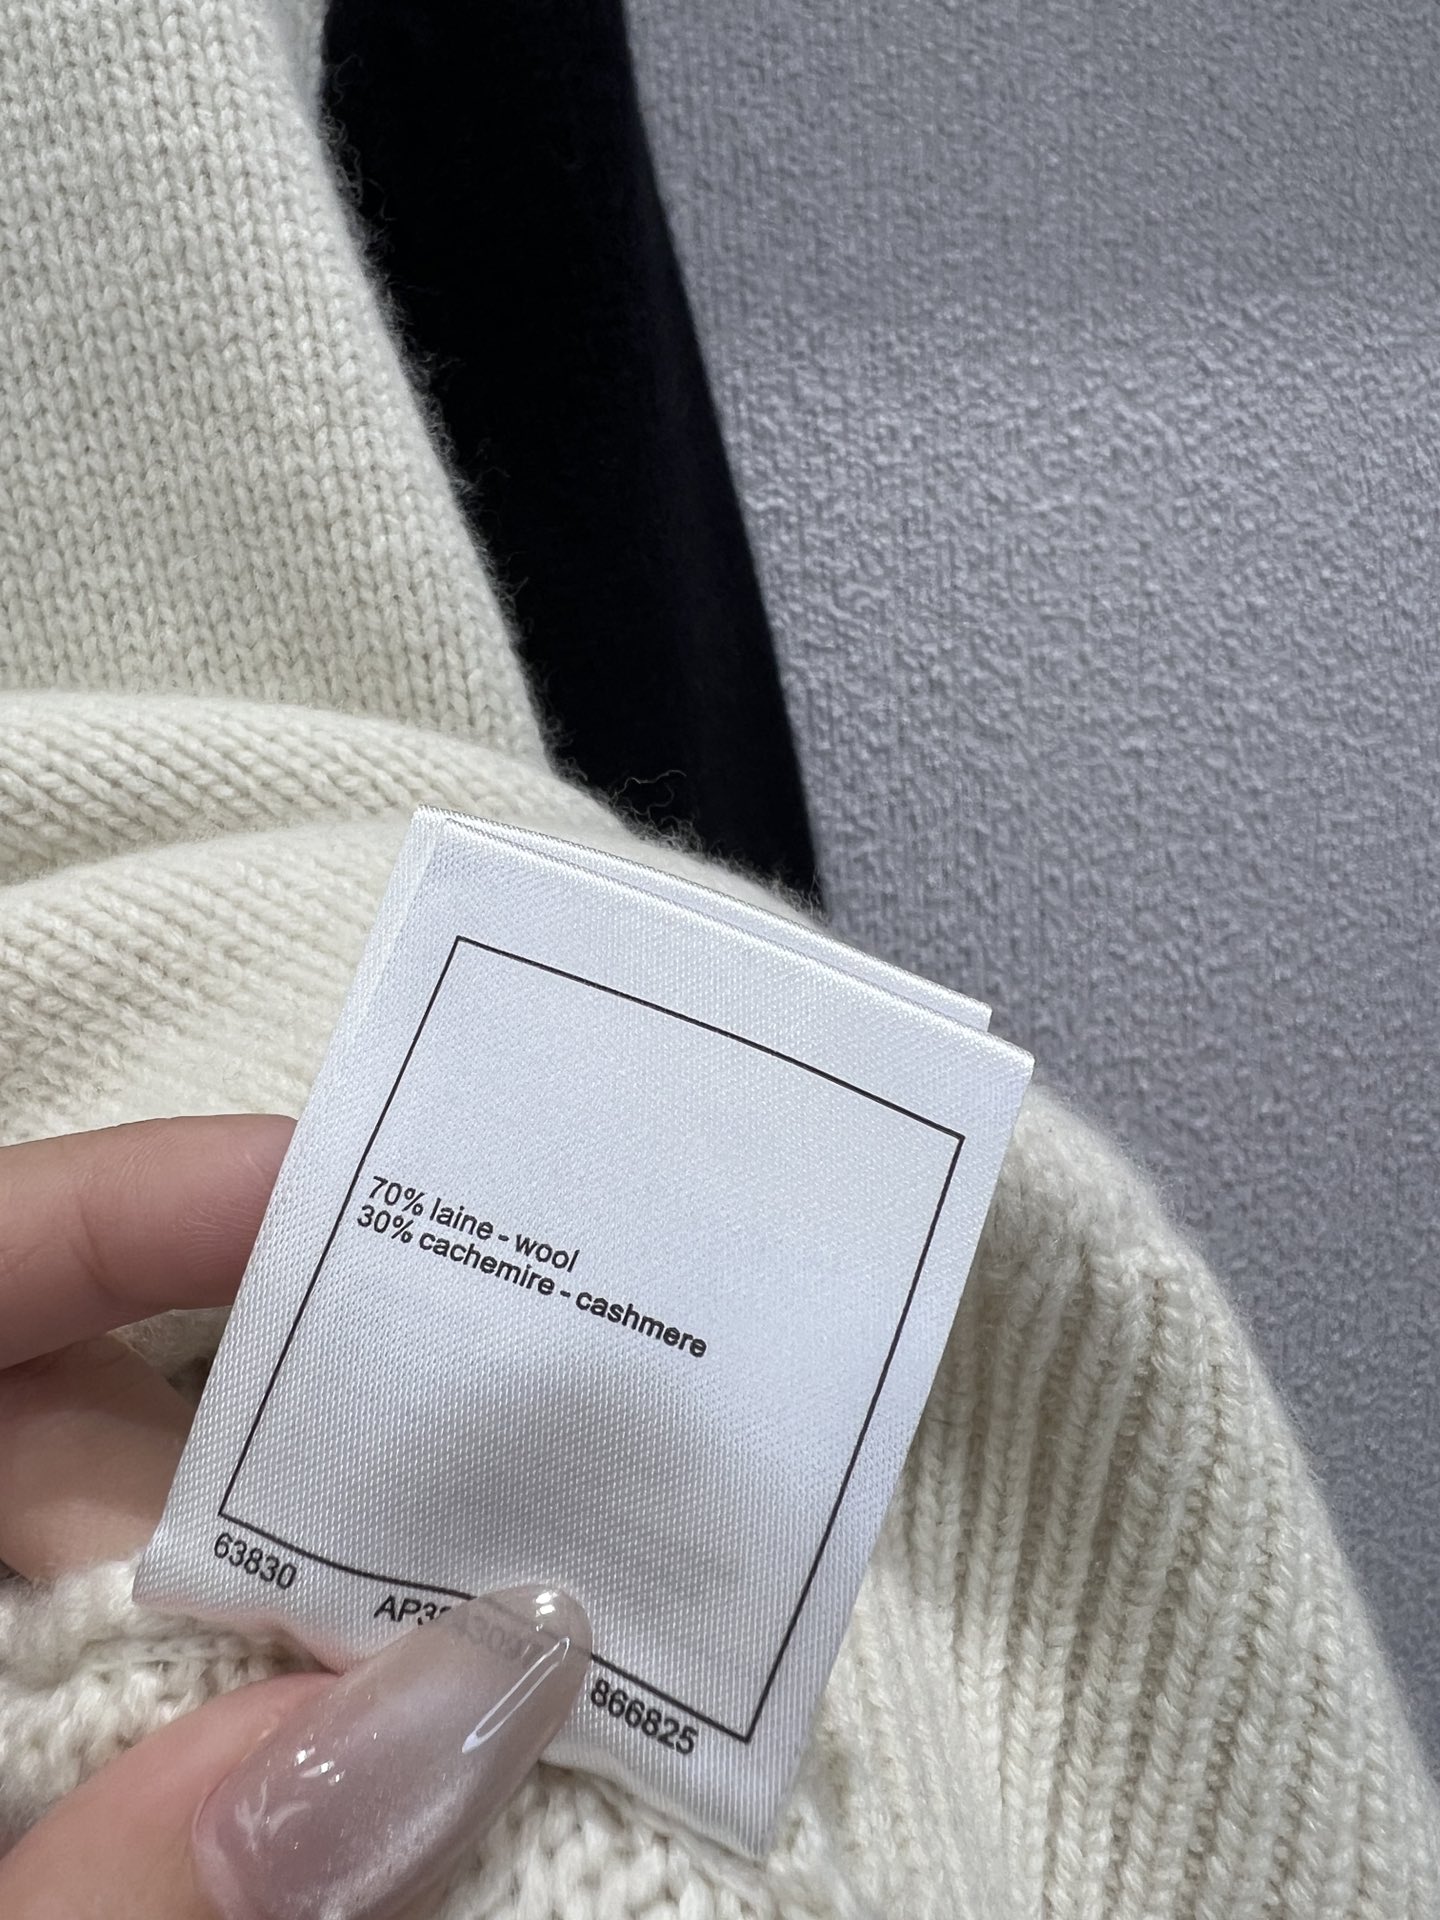 70% laine - wool
30% cachemire - cashmere
63830
866825